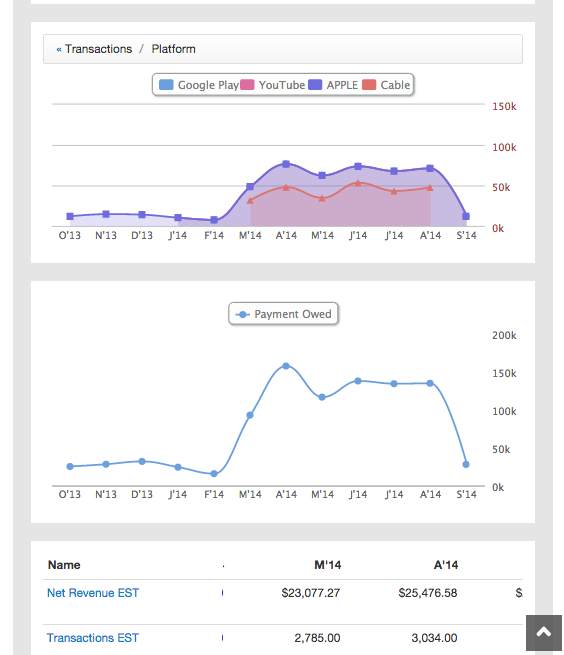 « Transactions / Platform
Google Play YouTube APPLE Cable
150k
100k
50k
0k
O'13 N'13 D'13 J'14 F'14 M'14 A'14 M'14 J'14 J'14 A'14 S'14
Payment Owed
200k
150k
100k
50k
0k
O'13 N'13 D'13 J'14 F'14 M'14 A'14 M'14 J'14 J'14 A'14 S'14
Name M'14 A'14
Net Revenue EST $23,077.27 $25,476.58 $
Transactions EST 2,785.00 3,034.00